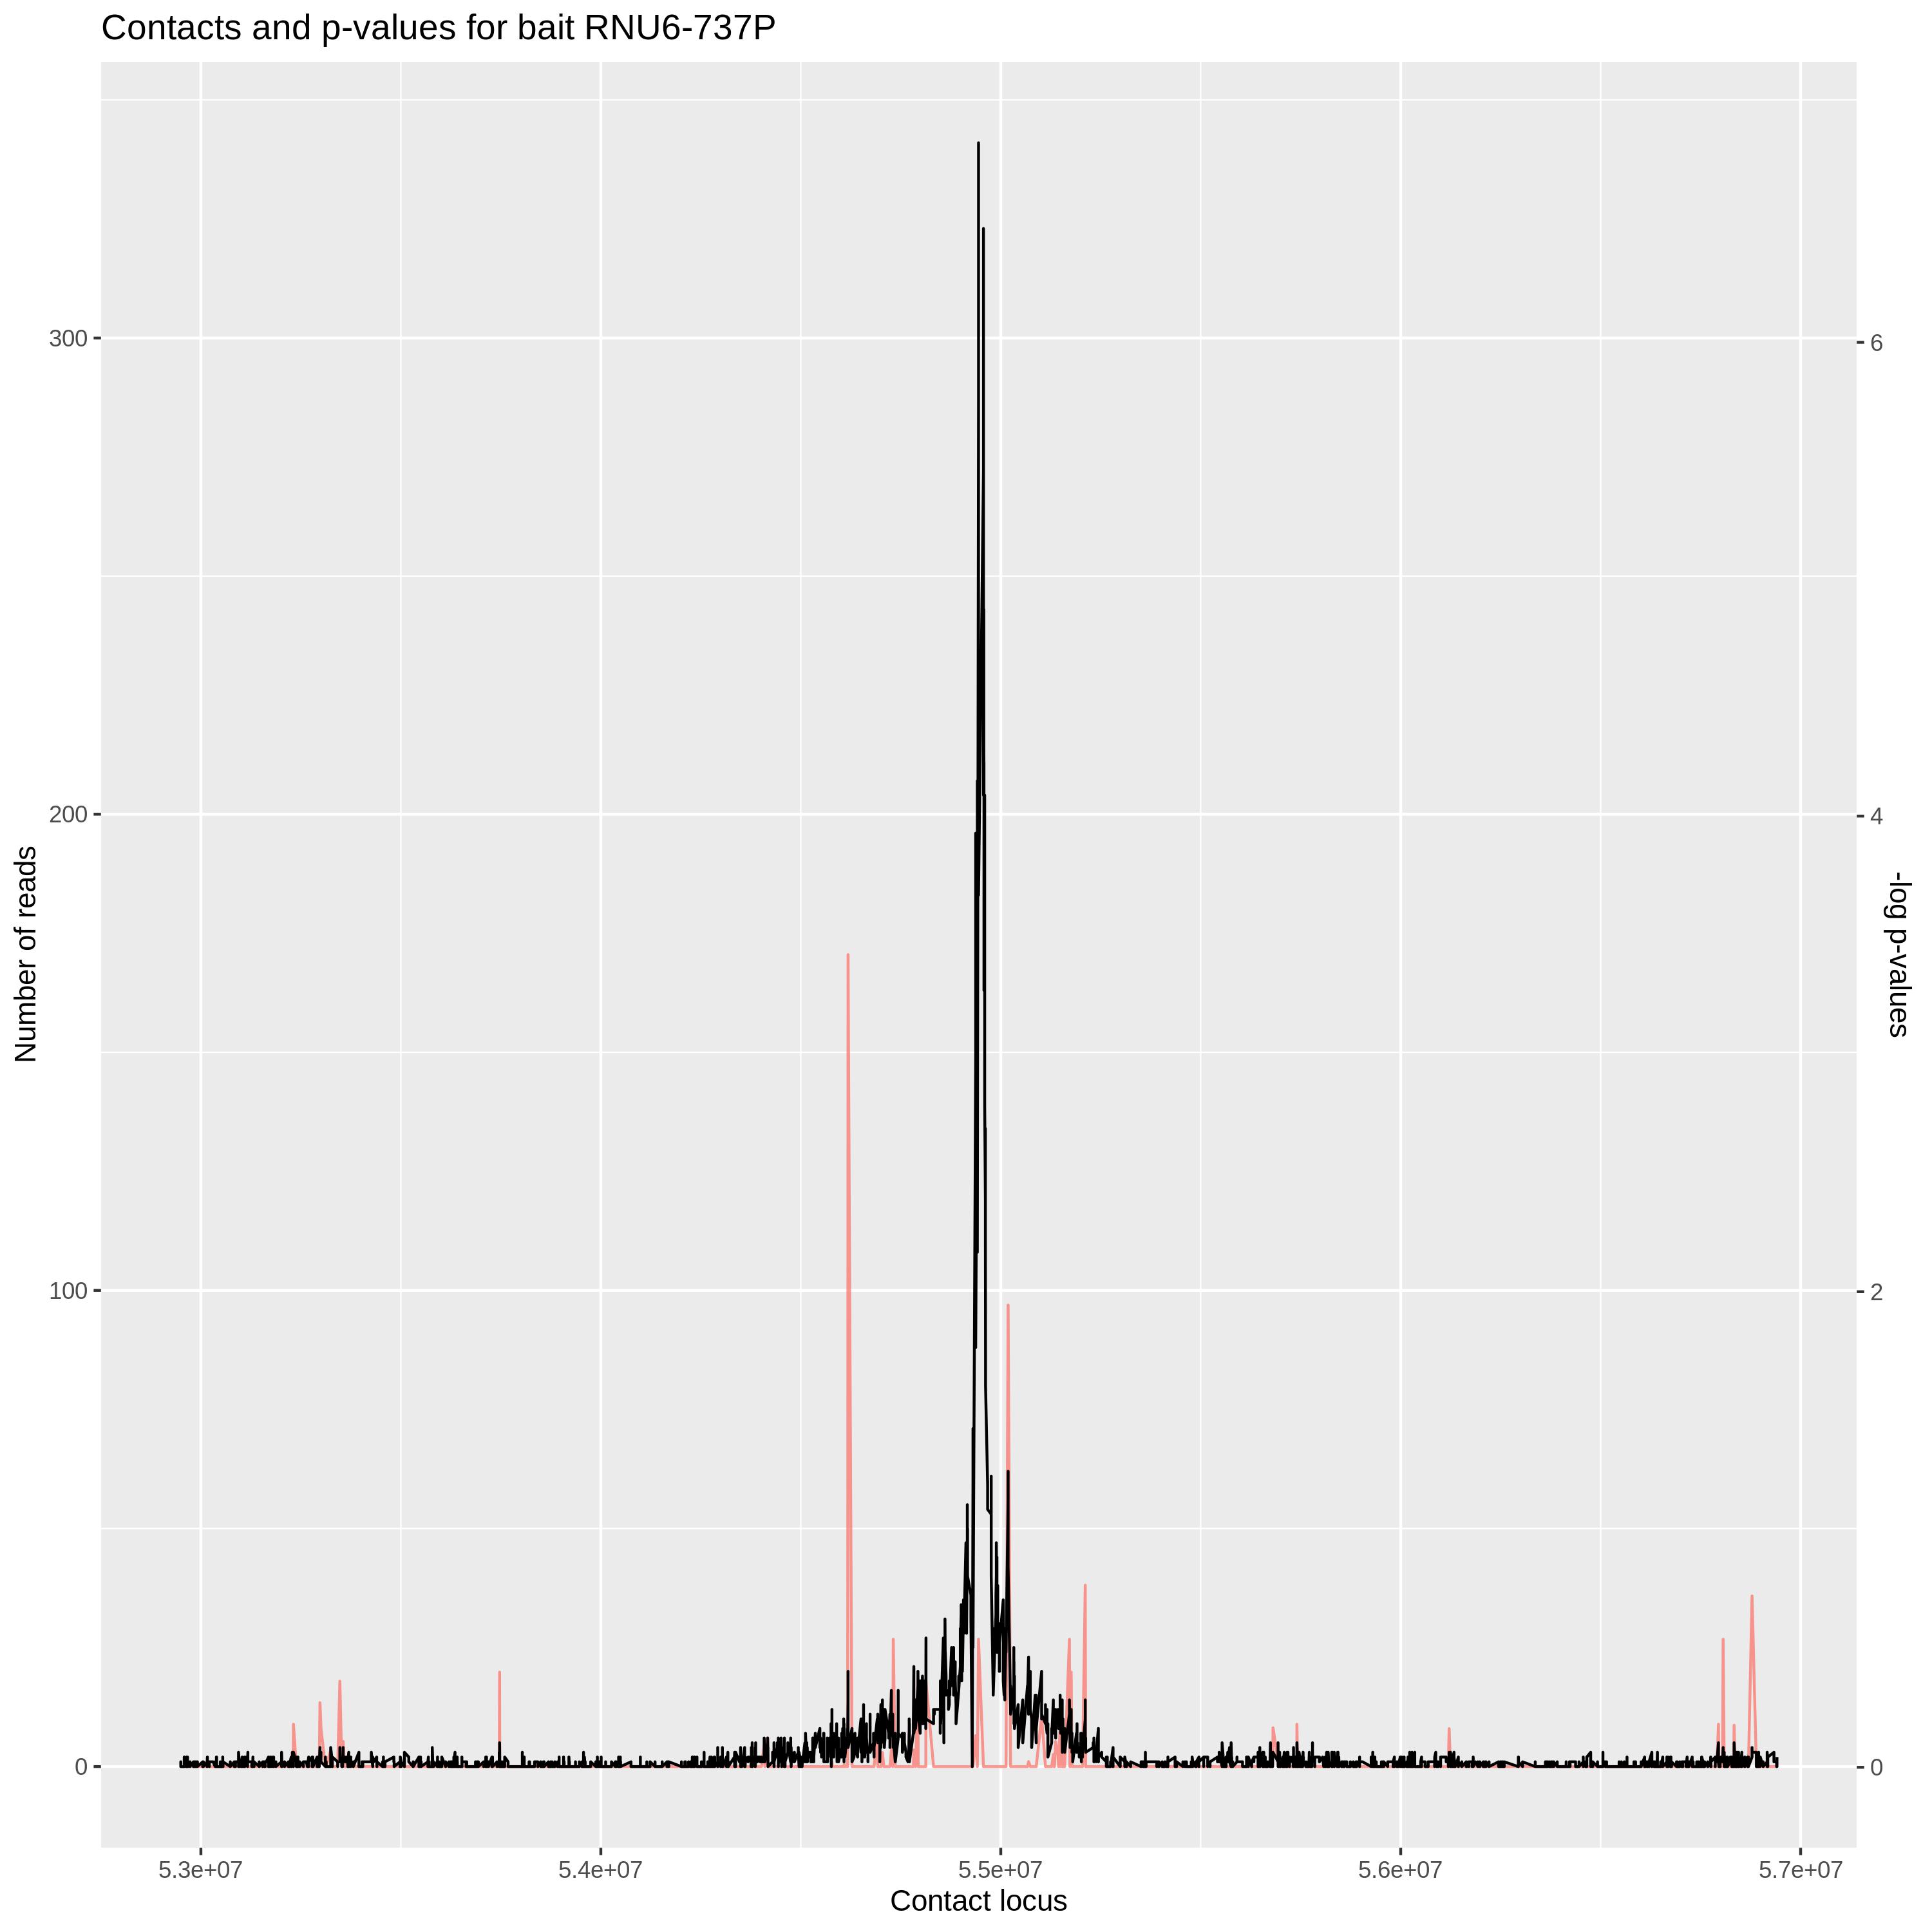 Contacts and p-values for bait RNU6-737P
Number of reads
300
200
100
0
6
4
2
0
-log p-values
5.3e+07
5.4e+07
5.5e+07
5.6e+07
5.7e+07
Contact locus